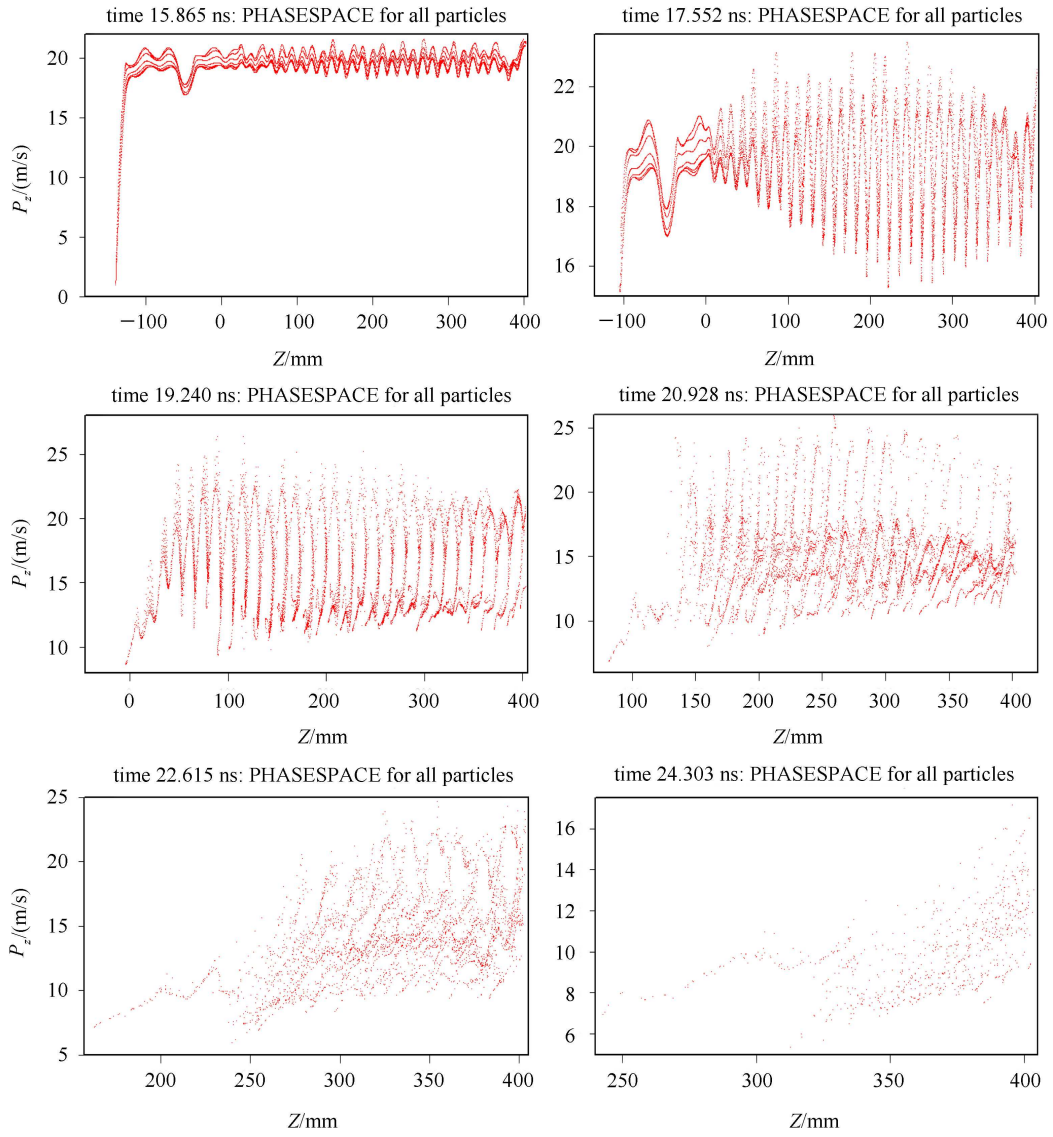 time 15.865 ns: PHASESPACE for all particles
20
15
10
5
0
P_z/(m/s)
−100 0 100 200 300 400
Z/mm
time 17.552 ns: PHASESPACE for all particles
22
20
18
16
−100 0 100 200 300 400
Z/mm
time 19.240 ns: PHASESPACE for all particles
25
20
15
10
P_z/(m/s)
0 100 200 300 400
Z/mm
time 20.928 ns: PHASESPACE for all particles
25
20
15
10
100 150 200 250 300 350 400
Z/mm
time 22.615 ns: PHASESPACE for all particles
25
20
15
10
5
P_z/(m/s)
200 250 300 350 400
Z/mm
time 24.303 ns: PHASESPACE for all particles
16
14
12
10
8
6
250 300 350 400
Z/mm